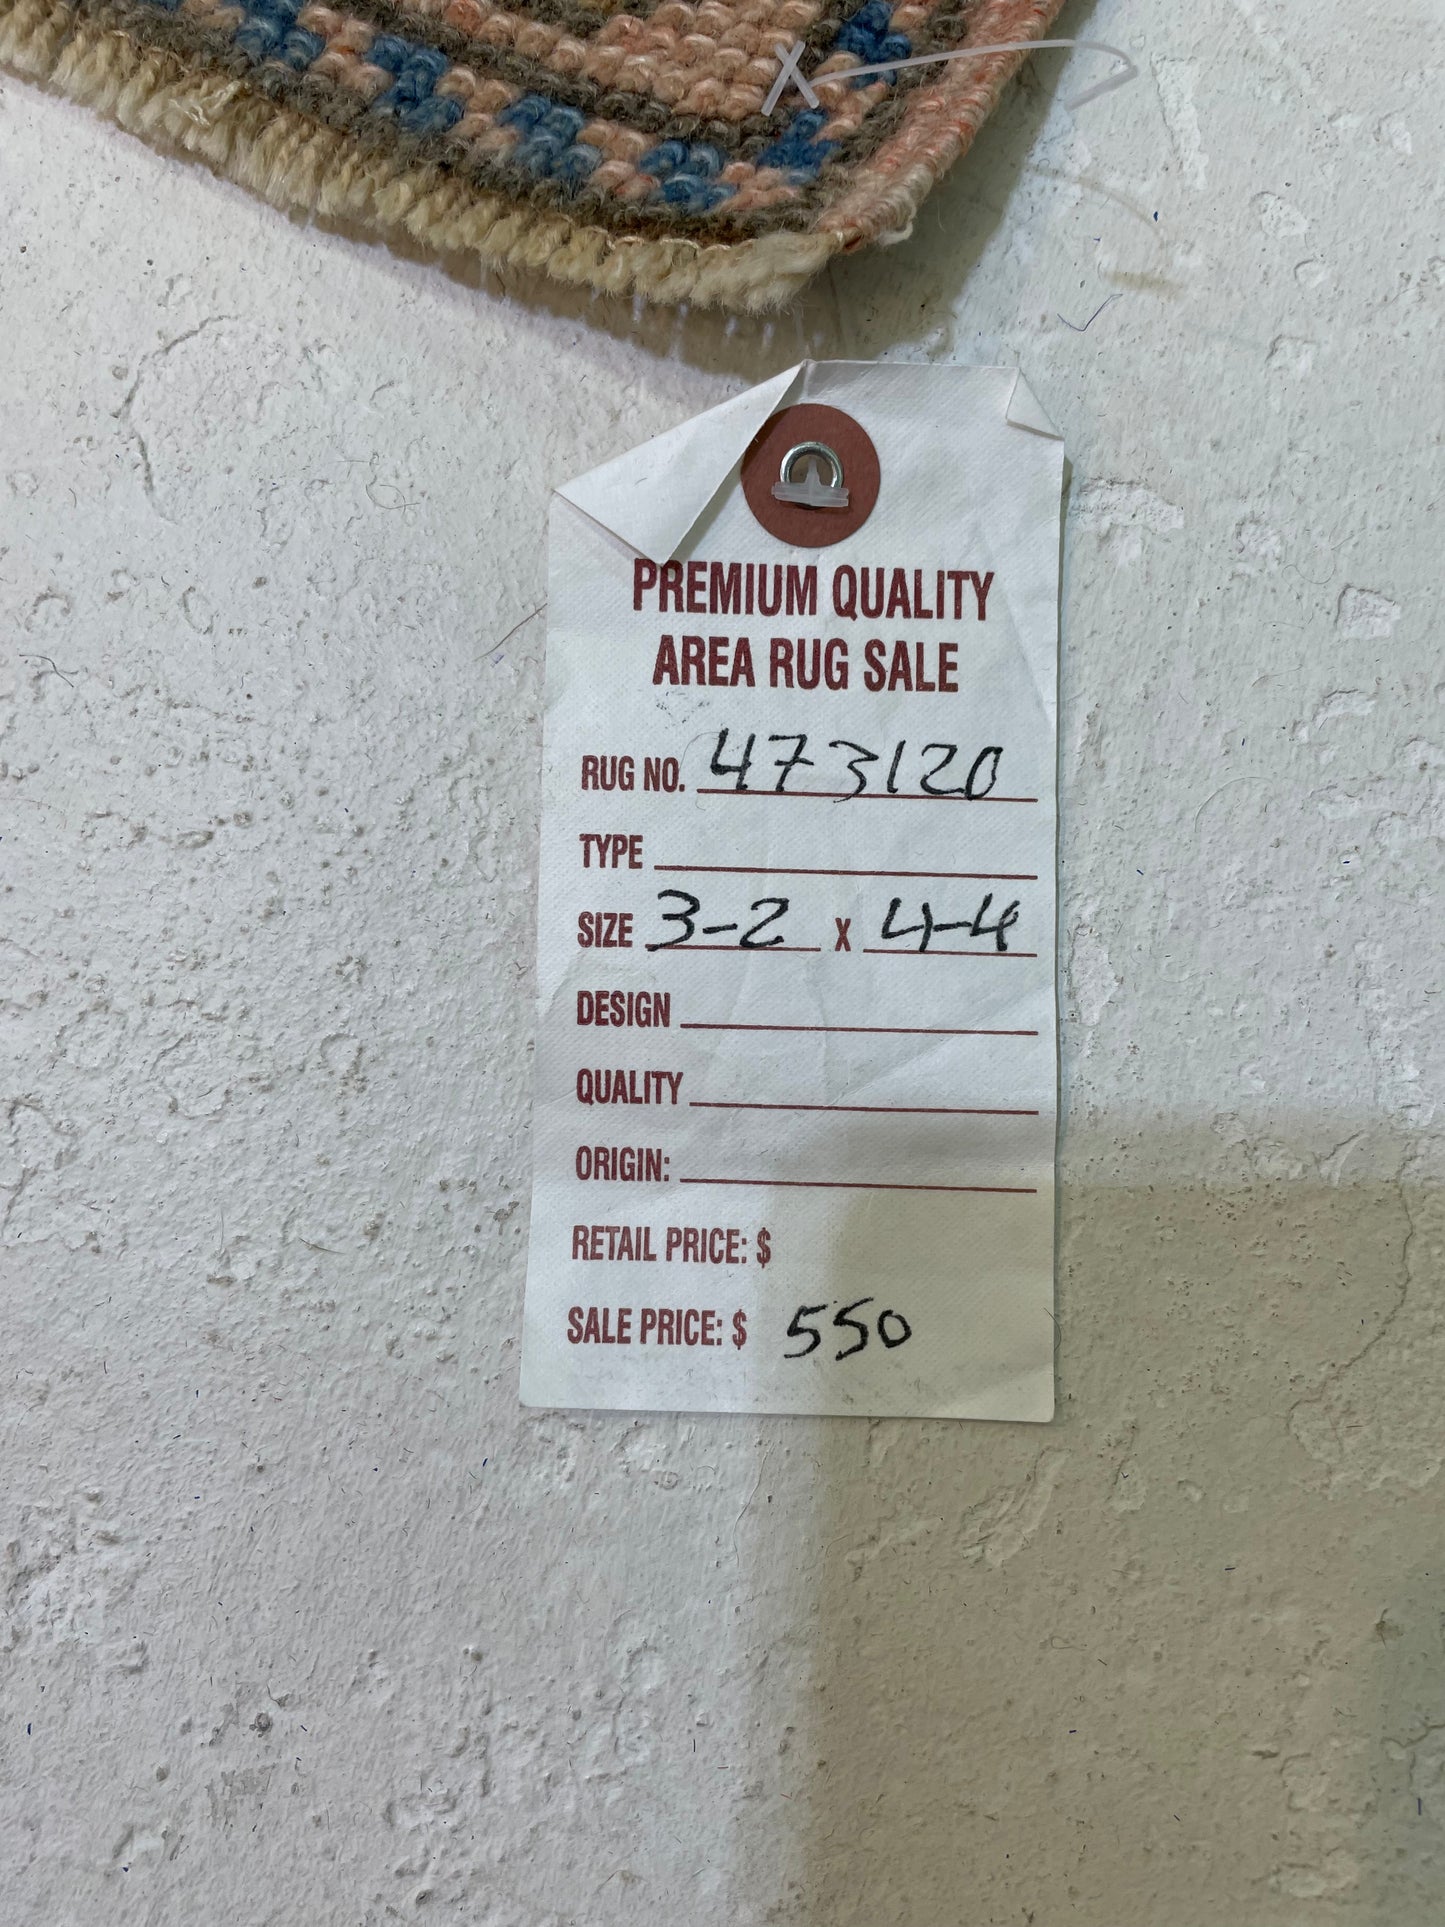 PREMIUM QUALITY
AREA RUG SALE
RUG NO. 473120
TYPE
SIZE 3-2 x 4-4
DESIGN
QUALITY
ORIGIN:
RETAIL PRICE: $
SALE PRICE: $ 550